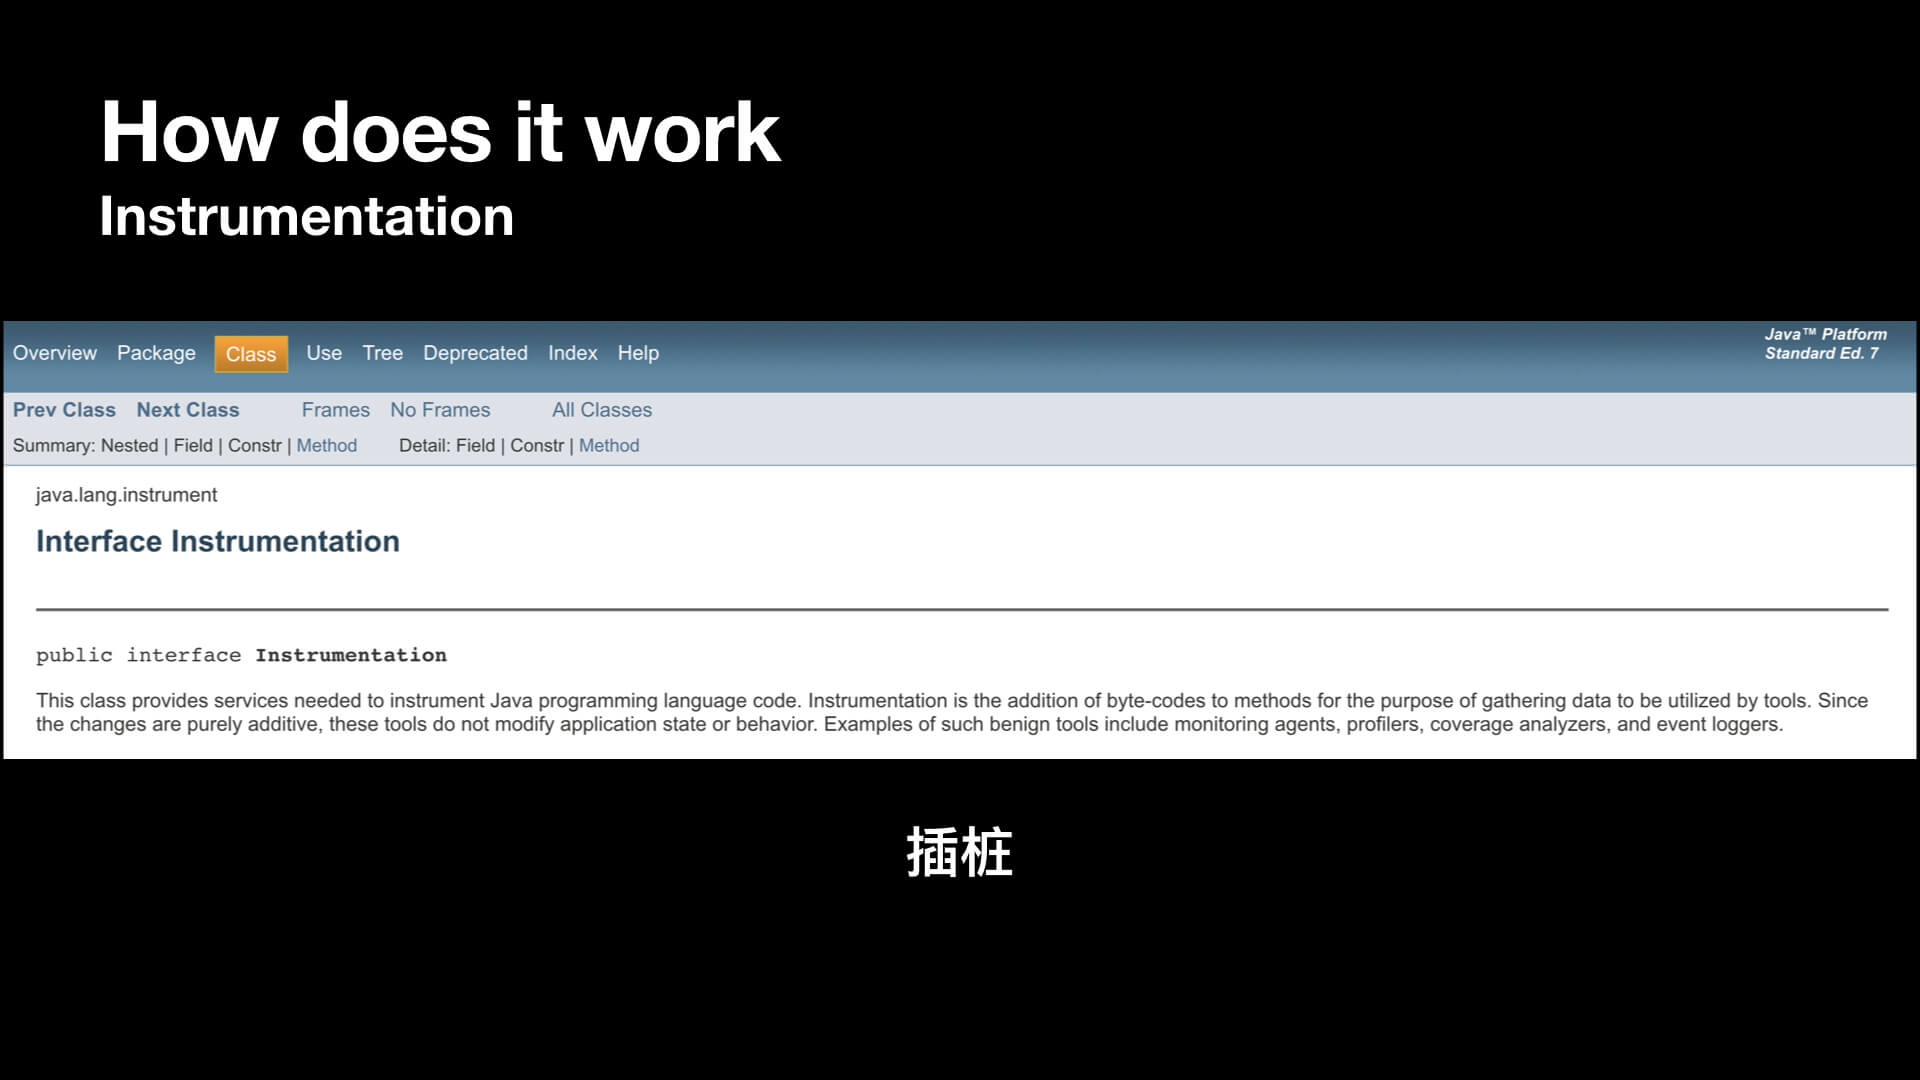 How does it work
Instrumentation
Overview Package Class Use Tree Deprecated Index Help
Java™ Platform
Standard Ed. 7
Prev Class Next Class Frames No Frames All Classes
Summary: Nested | Field | Constr | Method Detail: Field | Constr | Method
java.lang.instrument
Interface Instrumentation
public interface Instrumentation
This class provides services needed to instrument Java programming language code. Instrumentation is the addition of byte-codes to methods for the purpose of gathering data to be utilized by tools. Since
the changes are purely additive, these tools do not modify application state or behavior. Examples of such benign tools include monitoring agents, profilers, coverage analyzers, and event loggers.
插桩